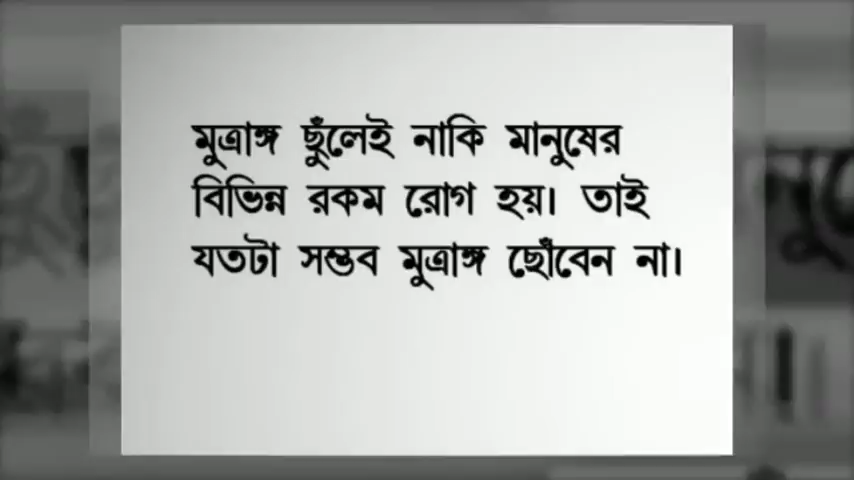 মুত্রাঙ্গ ছুঁলেই নাকি মানুষের
বিভিন্ন রকম রোগ হয়। তাই
যতটা সম্ভব মুত্রাঙ্গ ছোঁবেন না।